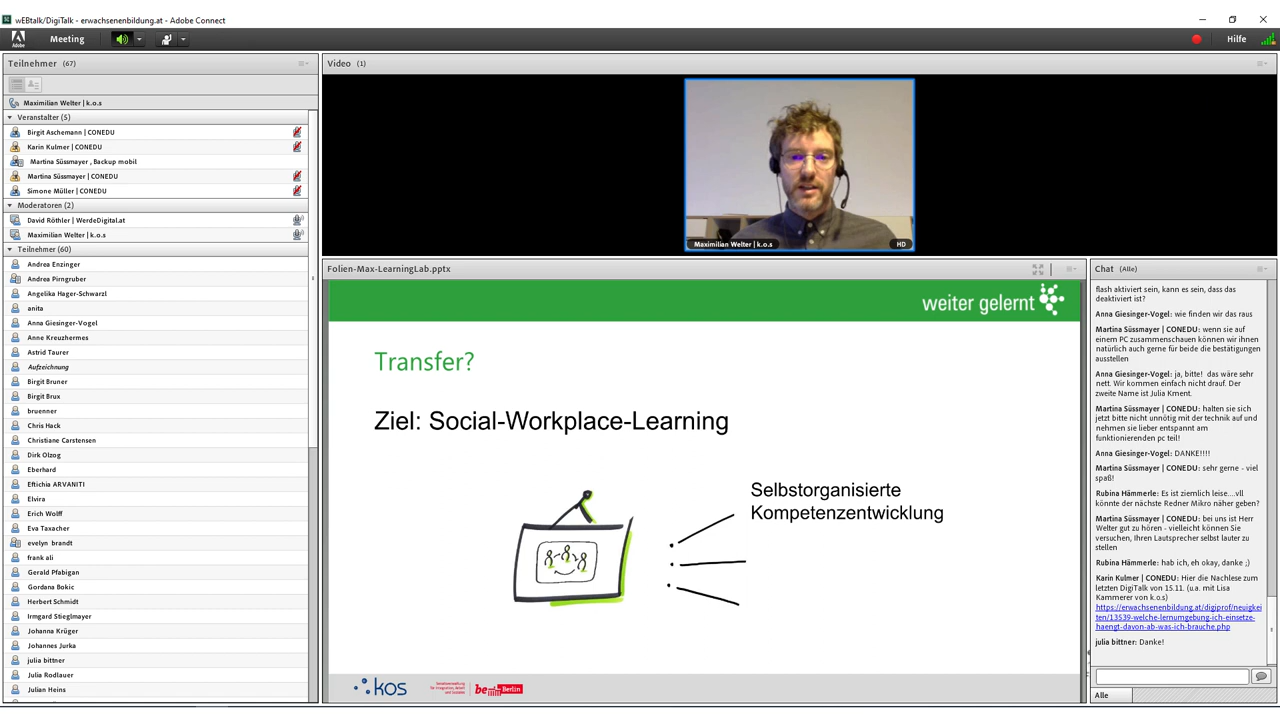 wEBtalk/DigiTalk - erwachsenenbildung.at - Adobe Connect
Adobe
Meeting
Hilfe
Teilnehmer (67)
Maximilian Welter | k.o.s
Veranstalter (5)
Birgit Aschemann | CONEDU
Karin Kulmer | CONEDU
Martina Süssmayer , Backup mobil
Martina Süssmayer | CONEDU
Simone Müller | CONEDU
Moderatoren (2)
David Röthler | WerdeDigital.at
Maximilian Welter | k.o.s
Teilnehmer (60)
Andrea Enzinger
Andrea Pirngruber
Angelika Hager-Schwarzl
anita
Anna Giesinger-Vogel
Anne Kreuzhermes
Astrid Taurer
Aufzeichnung
Birgit Bruner
Birgit Brux
bruenner
Chris Hack
Christiane Carstensen
Dirk Olzog
Eberhard
Eftichia ARVANITI
Elvira
Erich Wolff
Eva Taxacher
evelyn brandt
frank ali
Gerald Pfabigan
Gordana Bokic
Herbert Schmidt
Irmgard Stieglmayer
Johanna Krüger
Johannes Jurka
julia bittner
Julia Rodlauer
Julian Heins
Video (1)
Maximilian Welter | k.o.s
HD
Folien-Max-LearningLab.pptx
weiter gelernt
Transfer?
Ziel: Social-Workplace-Learning
Selbstorganisierte
Kompetenzentwicklung
kos
Senatsverwaltung
für Integration, Arbeit
und Soziales
be Berlin
Chat (Alle)
flash aktiviert sein, kann es sein, dass das
deaktiviert ist?
Anna Giesinger-Vogel: wie finden wir das raus
Martina Süssmayer | CONEDU: wenn sie auf
einem PC zusammenschauen können wir ihnen
natürlich auch gerne für beide die bestätigungen
ausstellen
Anna Giesinger-Vogel: ja, bitte! das wäre sehr
nett. Wir kommen einfach nicht drauf. Der
zweite Name ist Julia Kment.
Martina Süssmayer | CONEDU: halten sie sich
jetzt bitte nicht unnötig mit der technik auf und
nehmen sie lieber entspannt am
funktionierenden pc teil!
Anna Giesinger-Vogel: DANKE!!!!
Martina Süssmayer | CONEDU: sehr gerne - viel
spaß!
Rubina Hämmerle: Es ist ziemlich leise....vll
könnte der nächste Redner Mikro näher geben?
Martina Süssmayer | CONEDU: bei uns ist Herr
Welter gut zu hören - vielleicht können Sie
versuchen, Ihren Lautsprecher selbst lauter zu
stellen
Rubina Hämmerle: hab ich, eh okay, danke ;)
Karin Kulmer | CONEDU: Hier die Nachlese zum
letzten DigiTalk von 15.11. (u.a. mit Lisa
Kammerer von k.o.s)
https://erwachsenenbildung.at/digiprof/neuigkei
ten/13539-welche-lernumgebung-ich-einsetze-
haengt-davon-ab-was-ich-brauche.php
julia bittner: Danke!
Alle